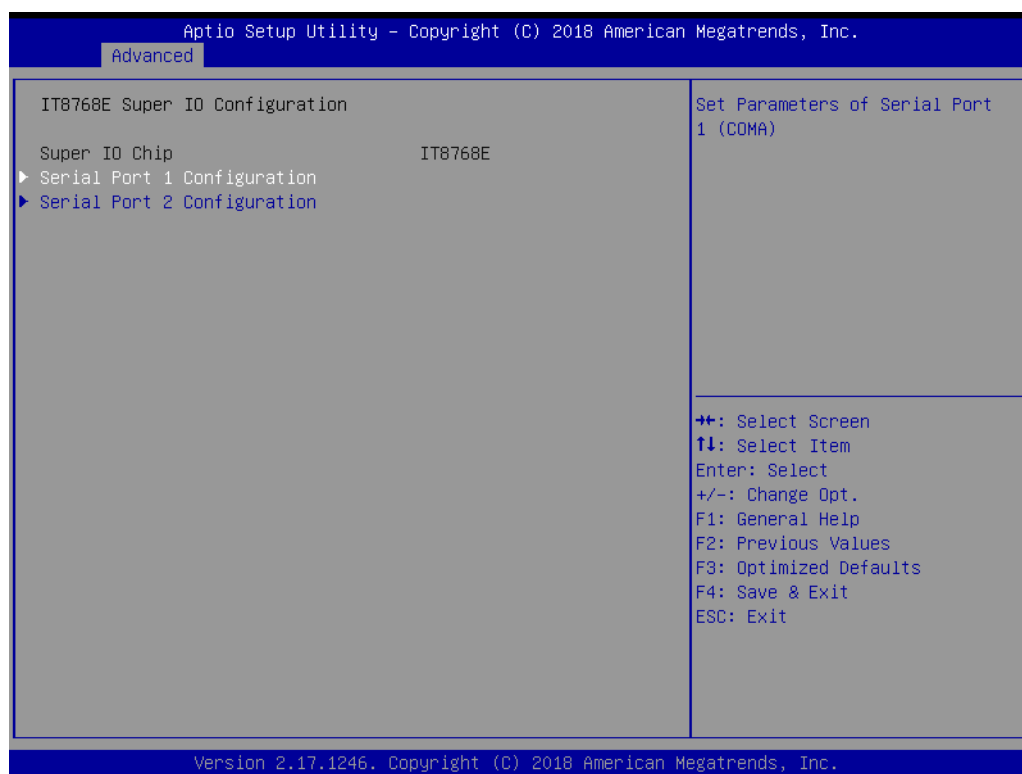 Aptio Setup Utility – Copyright (C) 2018 American Megatrends, Inc.
Advanced
IT8768E Super IO Configuration
Super IO Chip IT8768E
Serial Port 1 Configuration
Serial Port 2 Configuration
Set Parameters of Serial Port
1 (COMA)
→←: Select Screen
↑↓: Select Item
Enter: Select
+/-: Change Opt.
F1: General Help
F2: Previous Values
F3: Optimized Defaults
F4: Save & Exit
ESC: Exit
Version 2.17.1246. Copyright (C) 2018 American Megatrends, Inc.